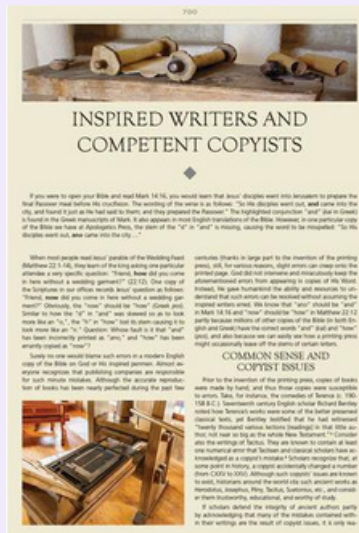 700
INSPIRED WRITERS AND
COMPETENT COPYISTS
If you were to open your Bible and read Mark 14:16, you would learn that Jesus' disciples went into Jerusalem to prepare the
final Passover meal before His crucifixion. The wording of the verse is as follows: "So His disciples went out, and came into the
city, and found it just as He had said to them; and they prepared the Passover." The highlighted conjunction "and" (kai in Greek)
is found in the Greek manuscripts of Mark. It also appears in most English translations of the Bible. However, in one particular copy
of the Bible we have at Apologetics Press, the stem of the "d" in "and" is missing, causing the word to be misspelled: "So His
disciples went out, ano came into the city ...."
When most people read Jesus' parable of the Wedding Feast
(Matthew 22:1-14), they learn of the king asking one particular
attendee a very specific question: "Friend, how did you come
in here without a wedding garment?" (22:12). One copy of
the Scriptures in our offices records Jesus' question as follows:
"Friend, now did you come in here without a wedding gar-
ment?" Obviously, the "now" should be "how" (Greek pos).
Similar to how the "d" in "and" was skewed so as to look
more like an "o," the "h" in "how" lost its stem causing it to
look more like an "n." Question: Whose fault is it that "and"
has been incorrectly printed as "ano," and "how" has been
errantly copied as "now"?
Surely no one would blame such errors in a modern English
copy of the Bible on God or His inspired penmen. Almost ev-
eryone recognizes that publishing companies are responsible
for such minute mistakes. Although the accurate reproduc-
tion of books has been nearly perfected during the past few
centuries (thanks in large part to the invention of the printing
press), still, for various reasons, slight errors can creep onto the
printed page. God did not intervene and miraculously keep the
aforementioned errors from appearing in copies of His Word.
Instead, He gave humankind the ability and resources to un-
derstand that such errors can be resolved without assuming the
inspired writers erred. We know that "ano" should be "and"
in Mark 14:16 and "now" should be "how" in Matthew 22:12
partly because millions of other copies of the Bible (in both En-
glish and Greek) have the correct words "and" (kai) and "how"
(pos), and also because we can easily see how a printing press
might occasionally leave off the stems of certain letters.
COMMON SENSE AND
COPYIST ISSUES
Prior to the invention of the printing press, copies of books
were made by hand, and thus those copies were susceptible
to errors. Take, for instance, the comedies of Terence (c. 190-
158 B.C.). Seventeenth century English scholar Richard Bentley
noted how Terence's works were some of the better preserved
classical texts, yet Bentley testified that he had witnessed
"twenty thousand various lections [readings] in that little au-
thor, not near so big as the whole New Testament." Consider
also the writings of Tacitus. They are known to contain at least
one numerical error that Tacitean and classical scholars have ac-
knowledged as a copyist's mistake. Scholars recognize that, at
some point in history, a copyist accidentally changed a number
(from CXXV to XXV). Although such copyists' issues are known
to exist, historians around the world cite such ancient works as
Herodotus, Josephus, Pliny, Tacitus, Suetonius, etc., and consid-
er them trustworthy, educational, and worthy of study.
If scholars defend the integrity of ancient authors partly
by acknowledging that many of the mistakes contained with-
in their writings are the result of copyist issues, it is only rea-